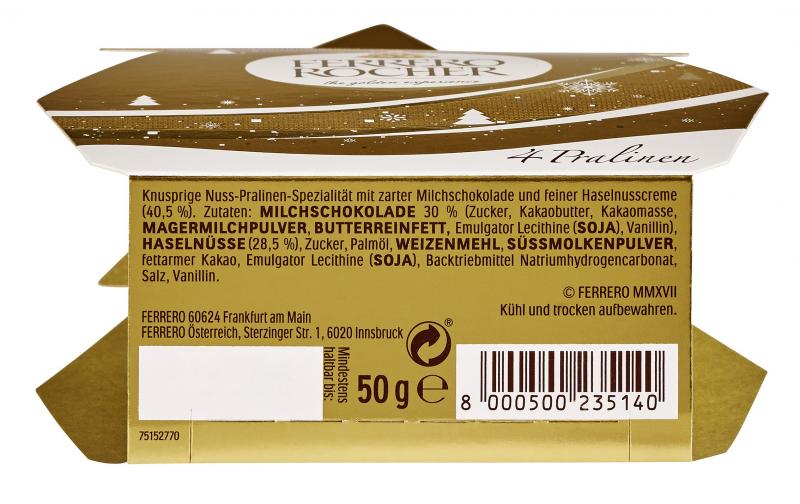 FERRERO
ROCHER
the golden experience
4 Pralinen
Knusprige Nuss-Pralinen-Spezialität mit zarter Milchschokolade und feiner Haselnusscreme
(40,5 %). Zutaten: MILCHSCHOKOLADE 30 % (Zucker, Kakaobutter, Kakaomasse,
MAGERMILCHPULVER, BUTTERREINFETT, Emulgator Lecithine (SOJA), Vanillin),
HASELNÜSSE (28,5 %), Zucker, Palmöl, WEIZENMEHL, SÜSSMOLKENPULVER,
fettarmer Kakao, Emulgator Lecithine (SOJA), Backtriebmittel Natriumhydrogencarbonat,
Salz, Vanillin.
© FERRERO MMXVII
Kühl und trocken aufbewahren.
FERRERO 60624 Frankfurt am Main
FERRERO Österreich, Sterzinger Str. 1, 6020 Innsbruck
®
Mindestens
haltbar bis:
50 g e
8 000500 235140
75152770